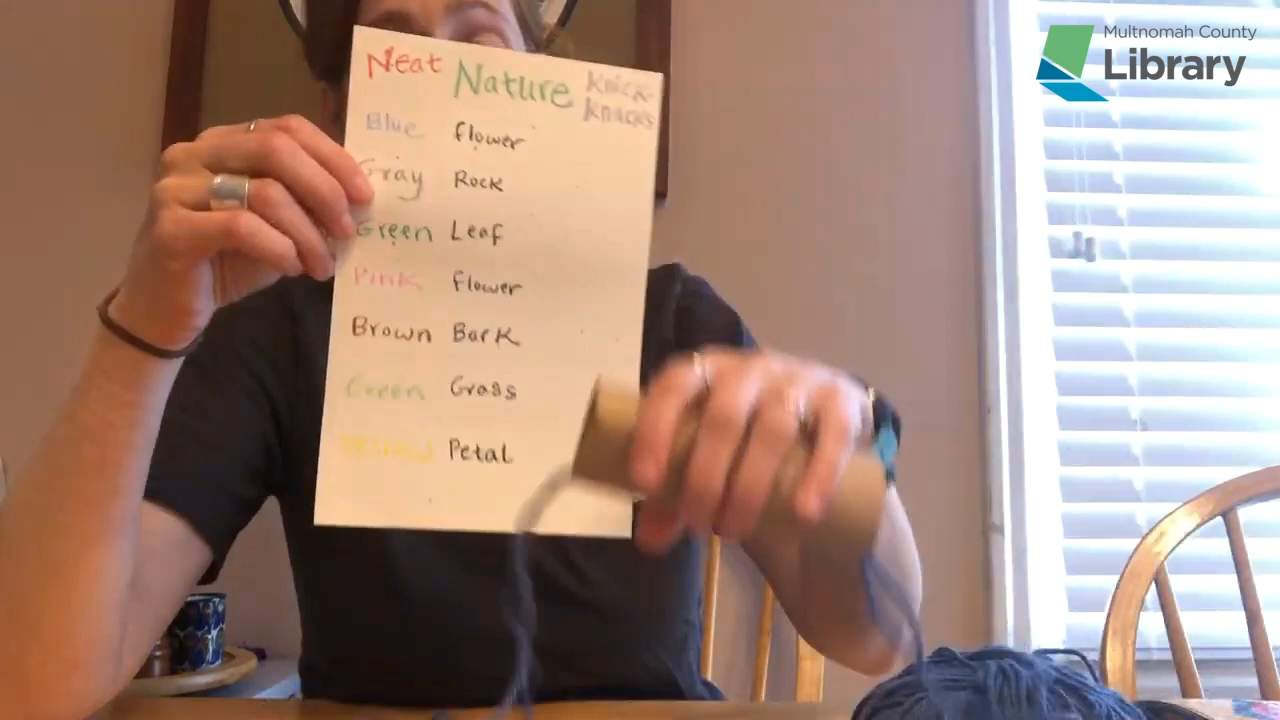 Neat Nature Knick-
Knacks
Blue flower
Gray Rock
Green Leaf
Pink flower
Brown Bark
Green Grass
Yellow Petal
Multnomah County
Library